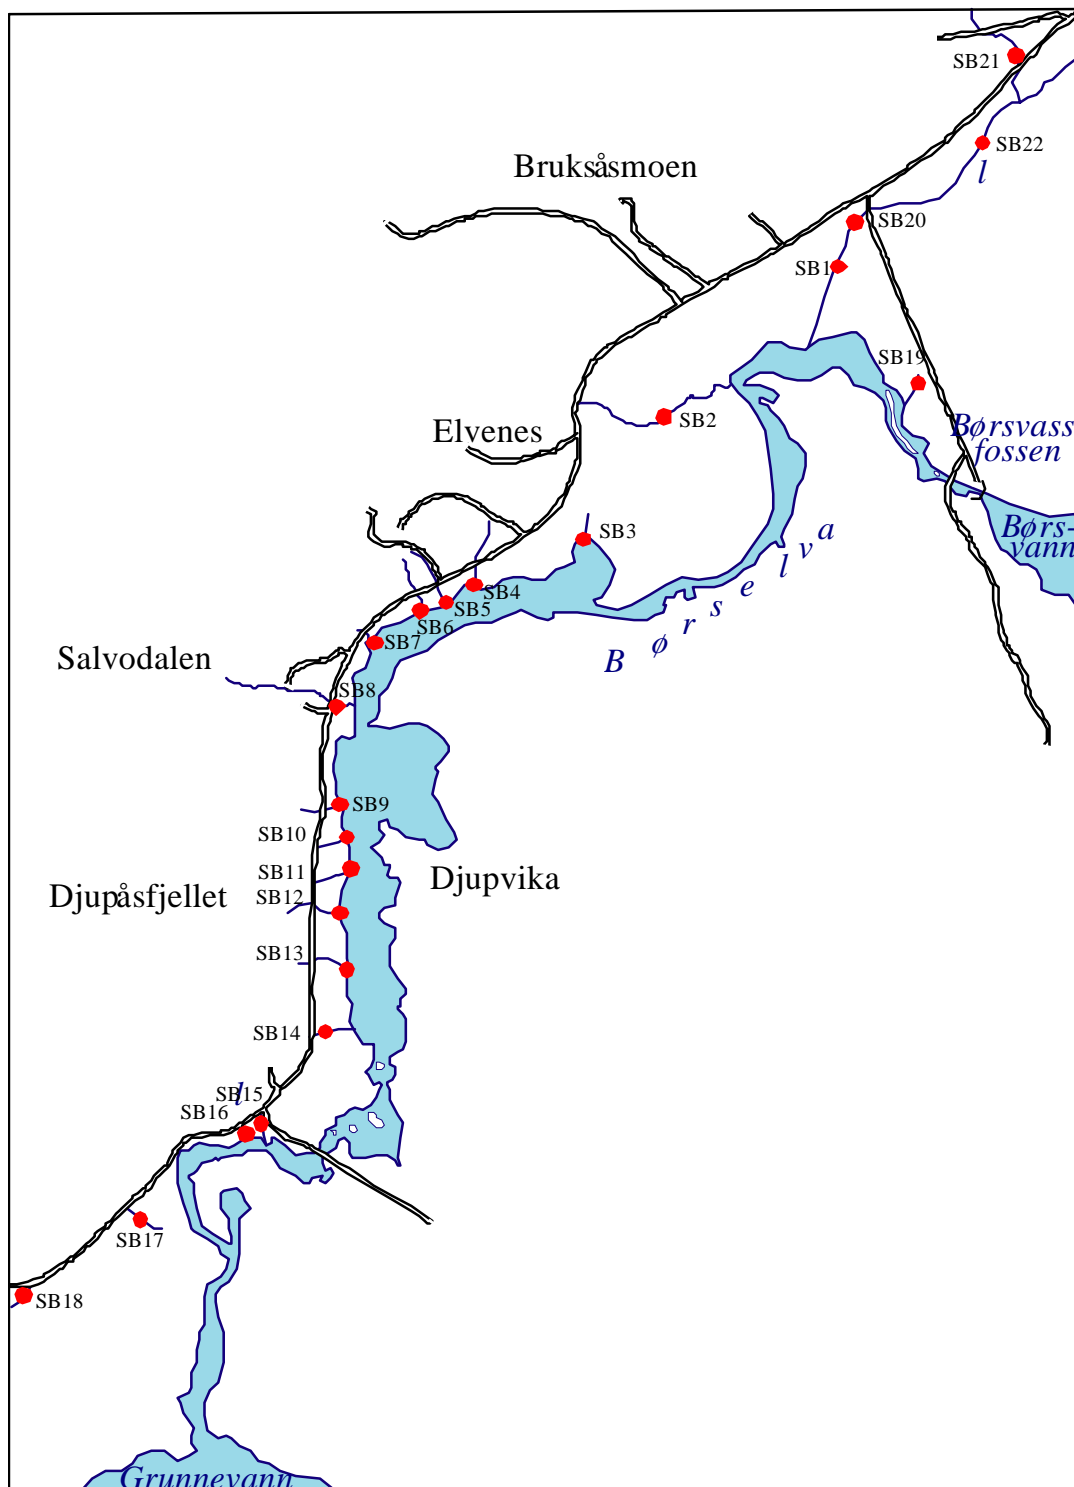 SB21
SB22
l
Bruksåsmoen
SB20
SB1
SB19
SB2
Elvenes
Børsvass
fossen
Børs-
vann
SB3
SB4
SB5
SB6
SB7
Børselva
Salvodalen
SB8
SB9
SB10
SB11
SB12
Djupvika
Djupåsfjellet
SB13
SB14
SB15
l
SB16
SB17
SB18
Grunnevann